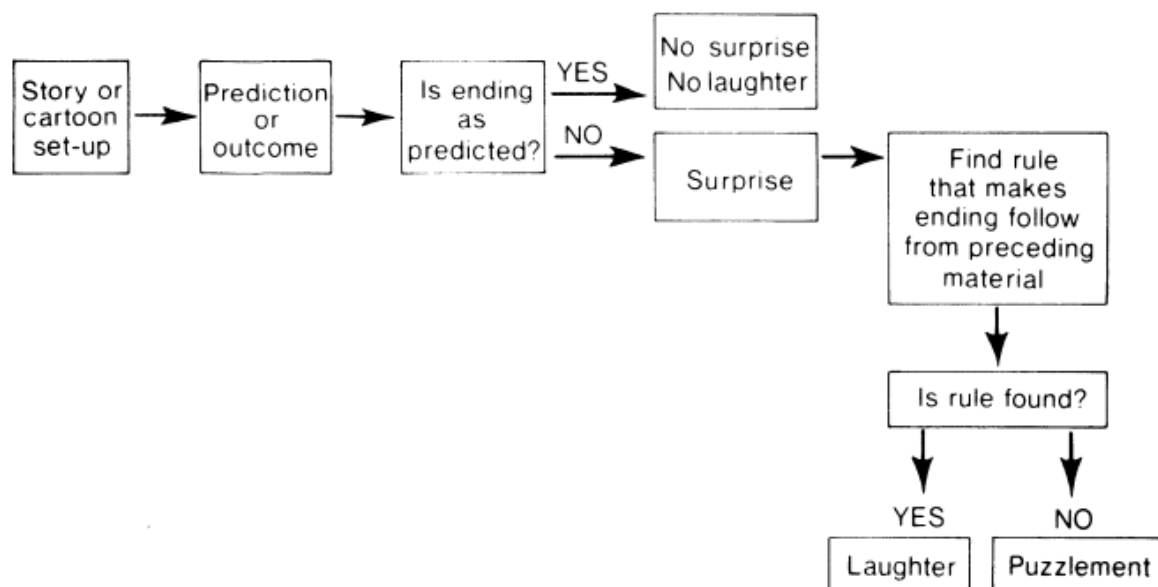 Story or
cartoon
set-up
Prediction
or
outcome
Is ending
as
predicted?
YES
No surprise
No laughter
NO
Surprise
Find rule
that makes
ending follow
from preceding
material
Is rule found?
YES
NO
Laughter
Puzzlement